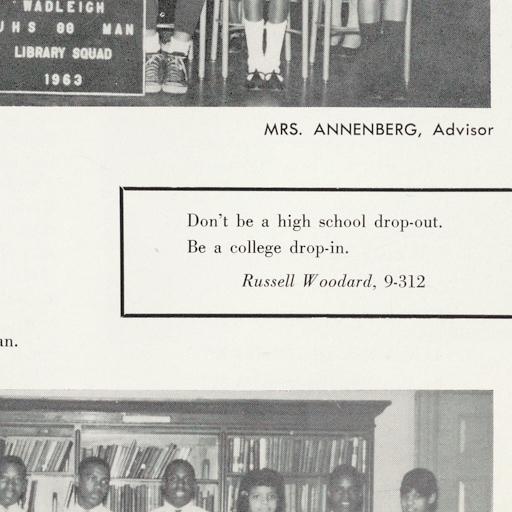 WADLEIGH
JHS 88 MAN
LIBRARY SQUAD
1963
MRS. ANNENBERG, Advisor
Don't be a high school drop-out.
Be a college drop-in.
Russell Woodard, 9-312
an.